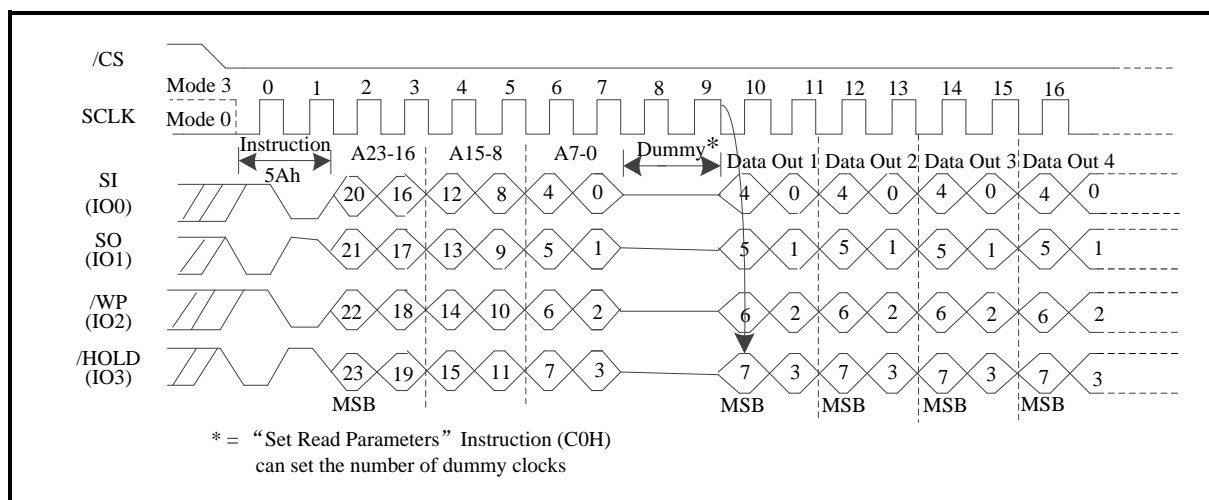 /CS
Mode 3 0 1 2 3 4 5 6 7 8 9 10 11 12 13 14 15 16
SCLK Mode 0
Instruction A23-16 A15-8 A7-0 Dummy* Data Out 1 Data Out 2 Data Out 3 Data Out 4
5Ah
SI 20 16 12 8 4 0 4 0 4 0 4 0 4 0
(IO0)
SO 21 17 13 9 5 1 5 1 5 1 5 1 5 1
(IO1)
/WP 22 18 14 10 6 2 6 2 6 2 6 2 6 2
(IO2)
/HOLD 23 19 15 11 7 3 7 3 7 3 7 3 7 3
(IO3)
MSB MSB MSB MSB MSB
* = “Set Read Parameters” Instruction (C0H)
can set the number of dummy clocks